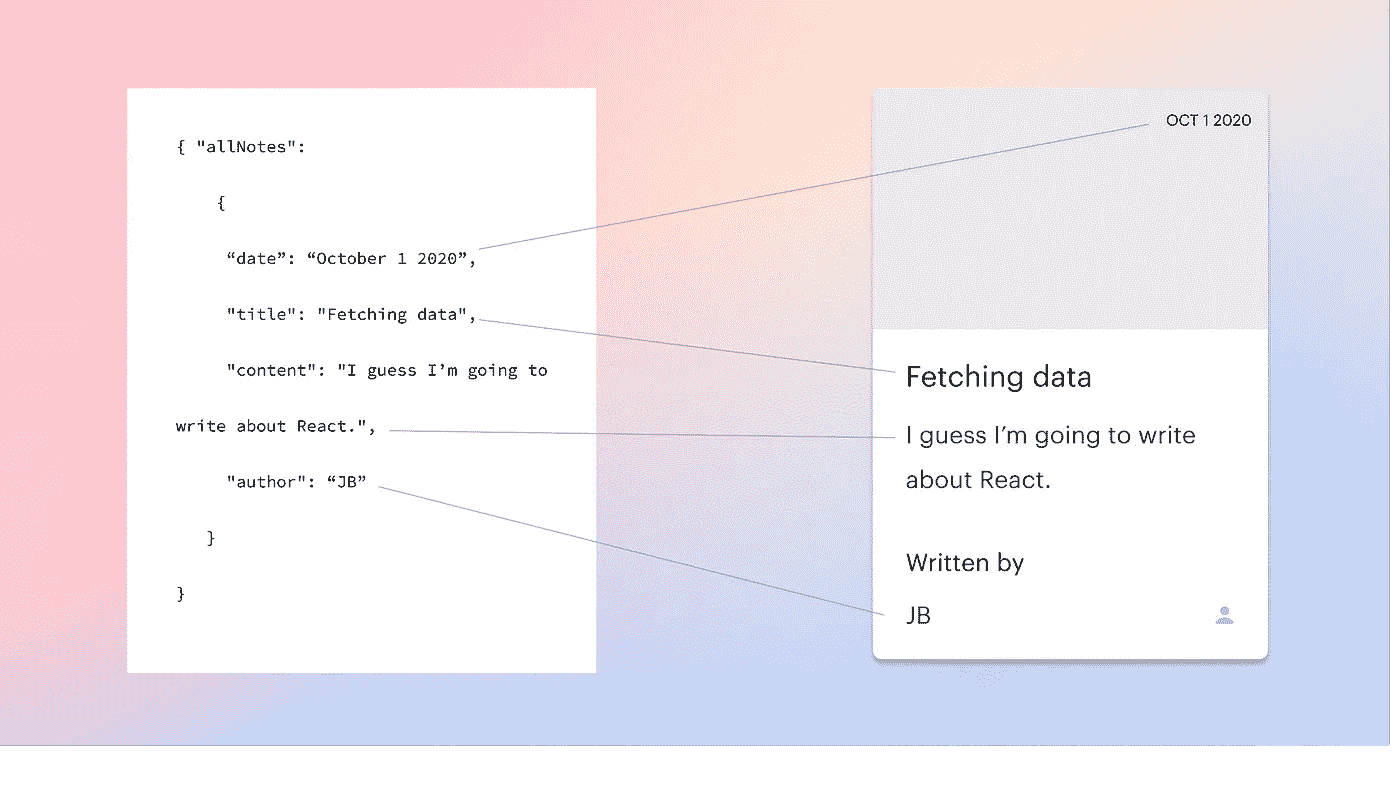 { "allNotes":
{
“date”: “October 1 2020”,
"title": "Fetching data",
"content": "I guess I’m going to
write about React.",
"author": “JB”
}
}
OCT 1 2020
Fetching data
I guess I’m going to write
about React.
Written by
JB